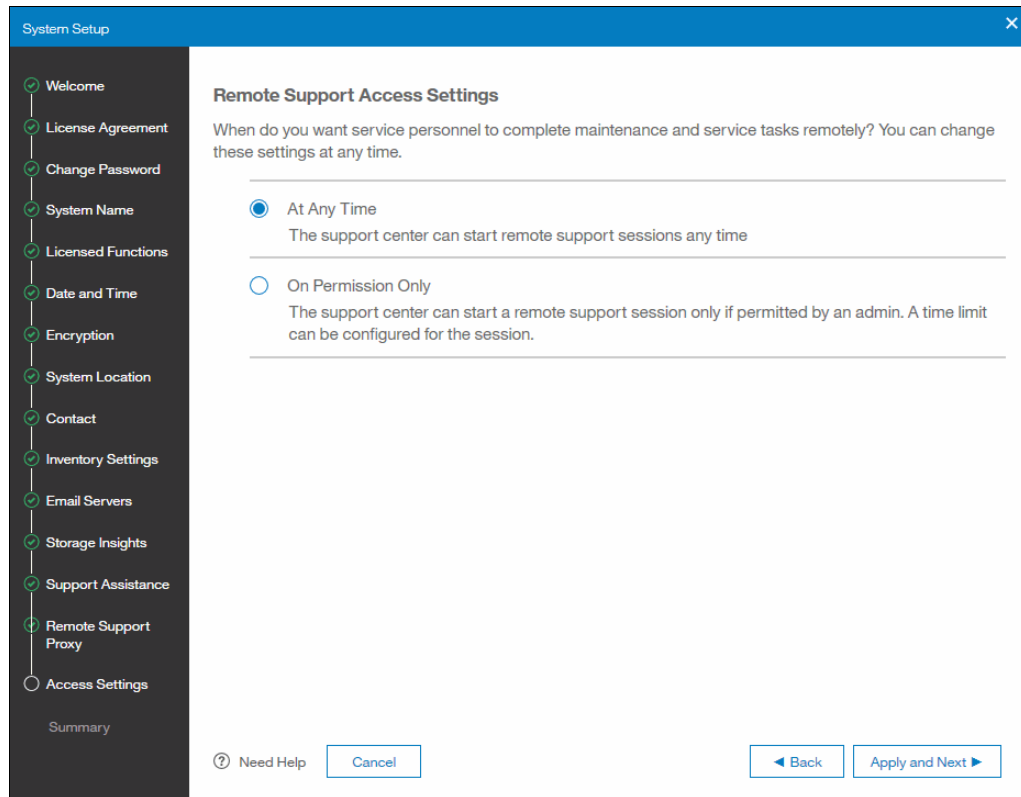 System Setup
Welcome
License Agreement
Change Password
System Name
Licensed Functions
Date and Time
Encryption
System Location
Contact
Inventory Settings
Email Servers
Storage Insights
Support Assistance
Remote Support
Proxy
Access Settings
Summary
Remote Support Access Settings
When do you want service personnel to complete maintenance and service tasks remotely? You can change
these settings at any time.
At Any Time
The support center can start remote support sessions any time
On Permission Only
The support center can start a remote support session only if permitted by an admin. A time limit
can be configured for the session.
Need Help
Cancel
Back
Apply and Next